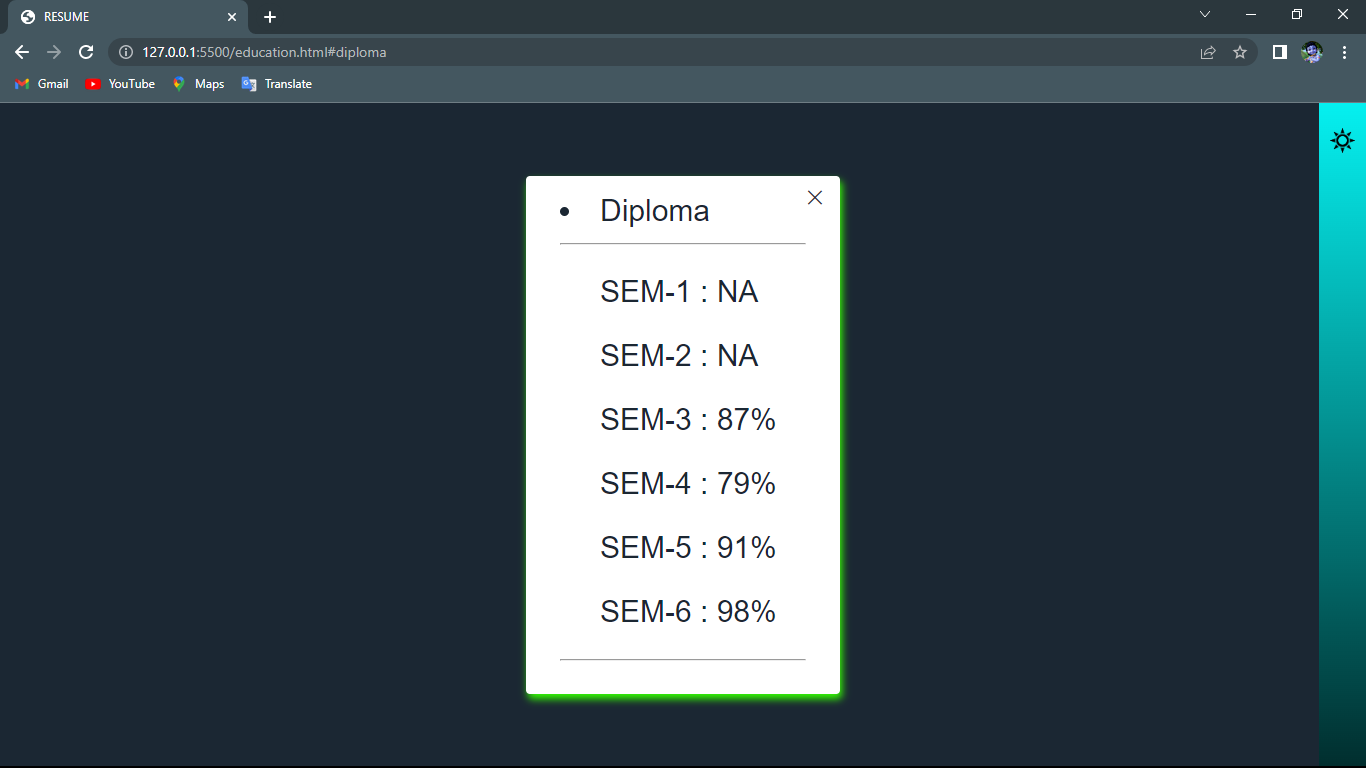 RESUME
127.0.0.1:5500/education.html#diploma
Gmail YouTube Maps Translate
• Diploma
SEM-1 : NA
SEM-2 : NA
SEM-3 : 87%
SEM-4 : 79%
SEM-5 : 91%
SEM-6 : 98%